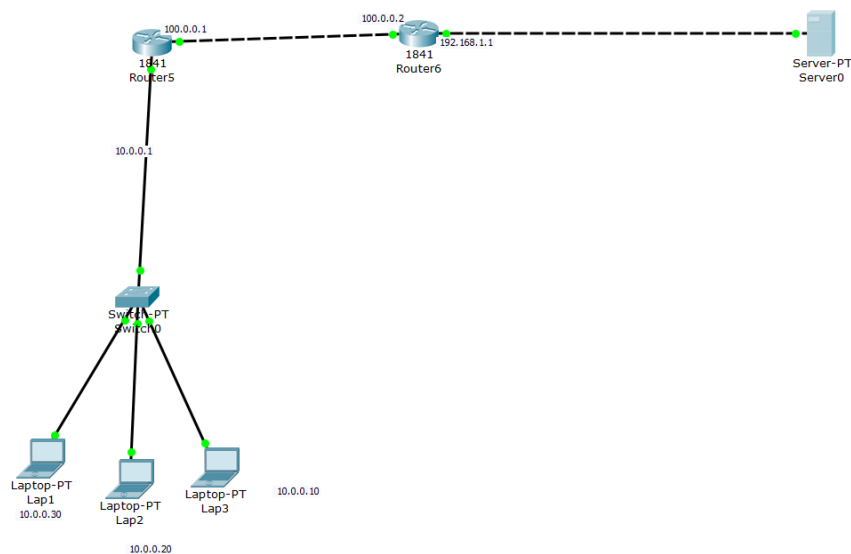 100.0.0.1
1841
Router5
100.0.0.2
192.168.1.1
1841
Router6
Server-PT
Server0
10.0.0.1
Switch-PT
Switch0
Laptop-PT
Lap1
10.0.0.30
Laptop-PT
Lap2
10.0.0.20
Laptop-PT
Lap3
10.0.0.10